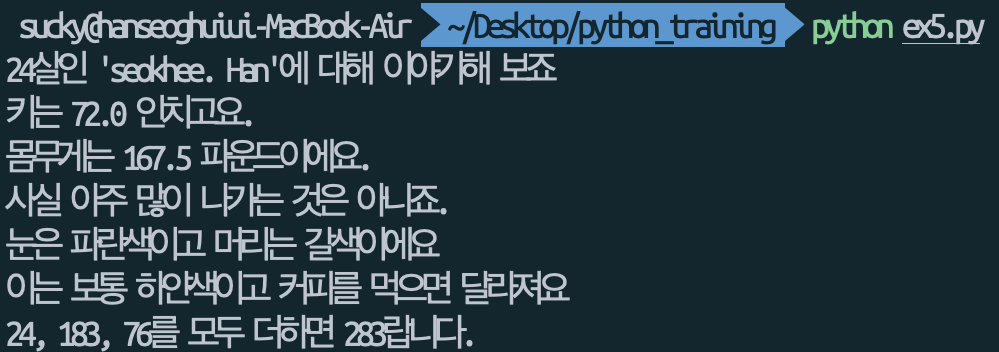 sucky@hanseoghuiui-MacBook-Air ~/Desktop/python_training python ex5.py
24살인 'seokhee. Han'에 대해 이야기해 보죠
키는 72.0 인치고요.
몸무게는 167.5 파운드이에요.
사실 아주 많이 나가는 것은 아니죠.
눈은 파란색이고 머리는 갈색이에요
이는 보통 하얀색이고 커피를 먹으면 달라져요
24, 183, 76를 모두 더하면 283랍니다.